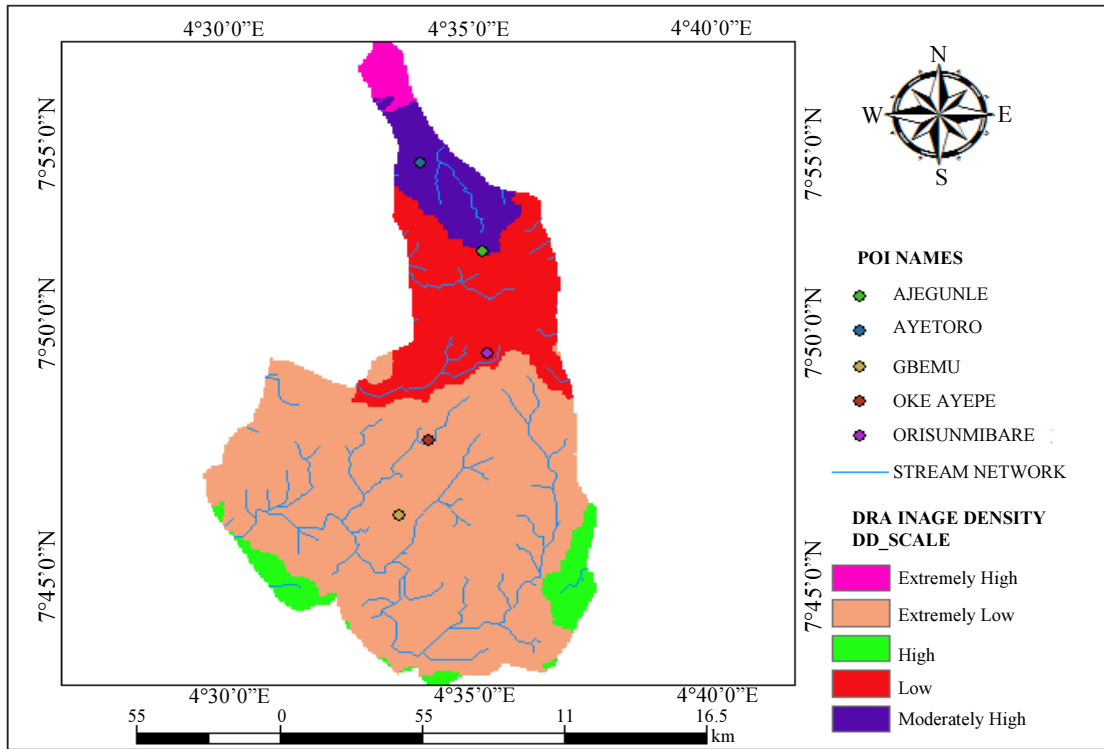 4°30’0”E 4°35’0”E 4°40’0”E
7°55’0”N
7°50’0”N
7°45’0”N
7°55’0”N
7°50’0”N
7°45’0”N
4°30’0”E 4°35’0”E 4°40’0”E
55 0 55 11 16.5
km
N
W E
S
POI NAMES
AJEGUNLE
AYETORO
GBEMU
OKE AYEPE
ORISUNMIBARE
STREAM NETWORK
DRA INAGE DENSITY
DD_SCALE
Extremely High
Extremely Low
High
Low
Moderately High